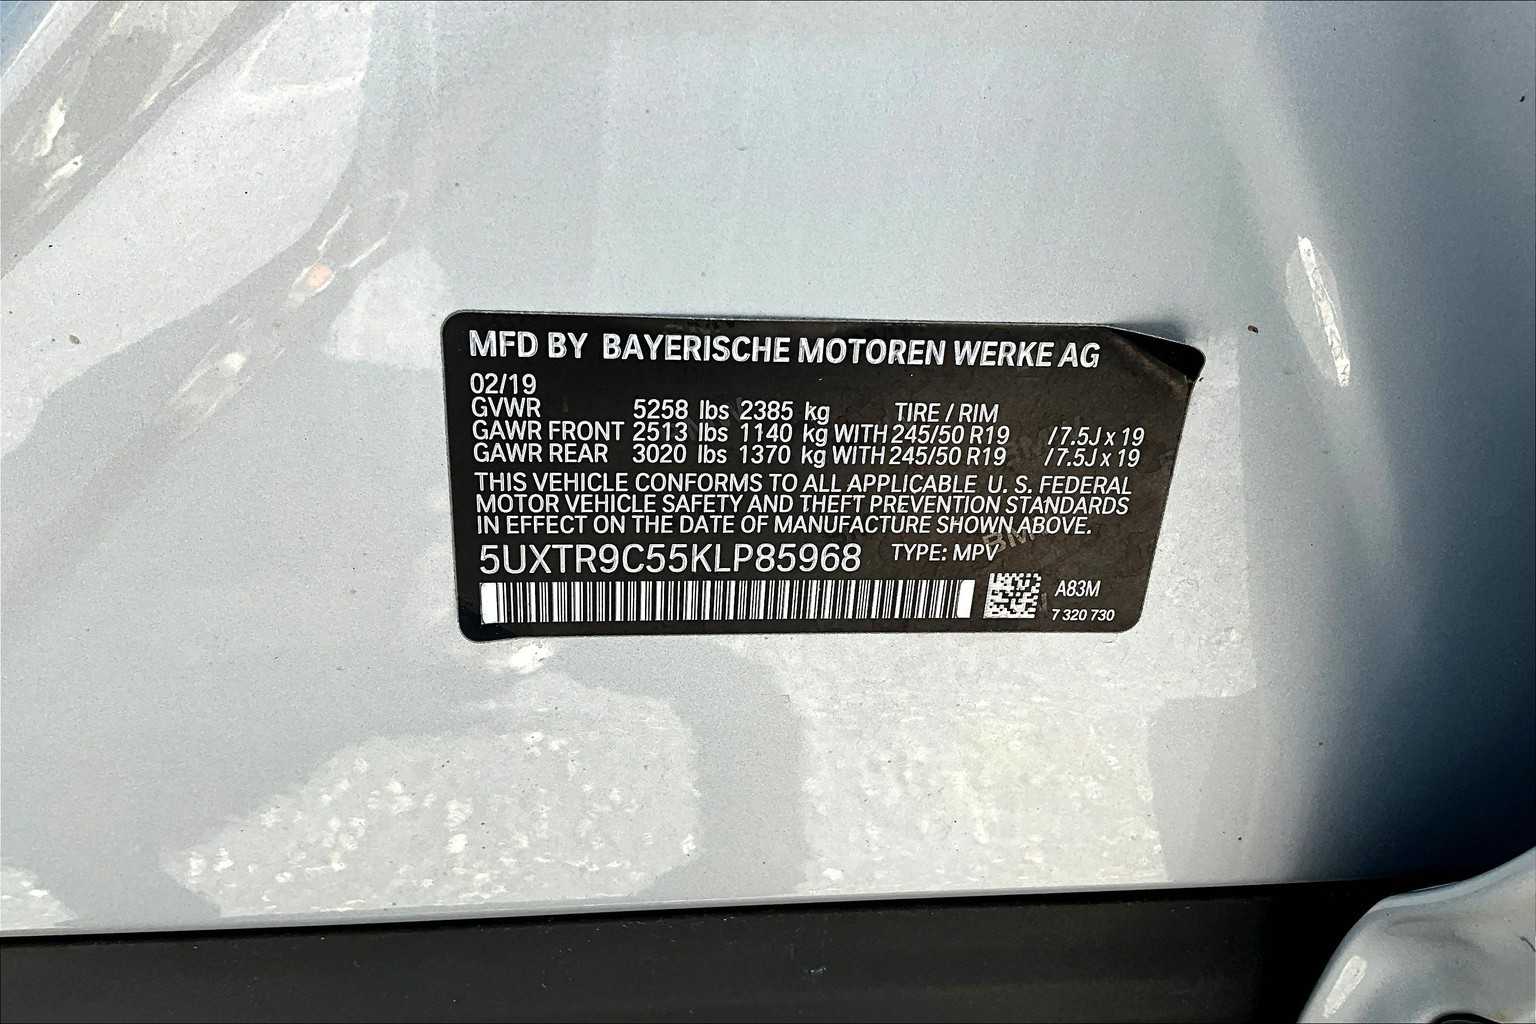 MFD BY BAYERISCHE MOTOREN WERKE AG
02/19
GVWR 5258 lbs 2385 kg TIRE / RIM
GAWR FRONT 2513 lbs 1140 kg WITH 245/50 R19 / 7.5J x 19
GAWR REAR 3020 lbs 1370 kg WITH 245/50 R19 / 7.5J x 19
THIS VEHICLE CONFORMS TO ALL APPLICABLE U. S. FEDERAL
MOTOR VEHICLE SAFETY AND THEFT PREVENTION STANDARDS
IN EFFECT ON THE DATE OF MANUFACTURE SHOWN ABOVE.
5UXTR9C55KLP85968 TYPE: MPV
A83M
7 320 730